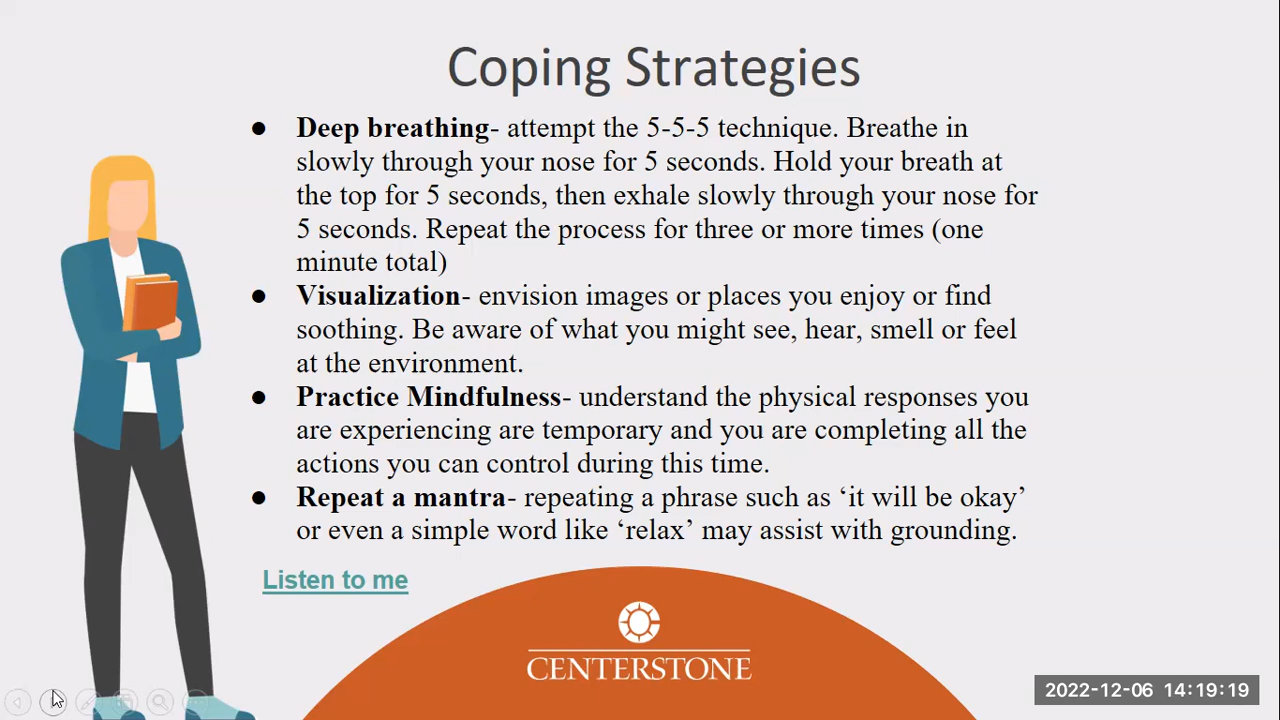 Coping Strategies
● Deep breathing- attempt the 5-5-5 technique. Breathe in
slowly through your nose for 5 seconds. Hold your breath at
the top for 5 seconds, then exhale slowly through your nose for
5 seconds. Repeat the process for three or more times (one
minute total)
● Visualization- envision images or places you enjoy or find
soothing. Be aware of what you might see, hear, smell or feel
at the environment.
● Practice Mindfulness- understand the physical responses you
are experiencing are temporary and you are completing all the
actions you can control during this time.
● Repeat a mantra- repeating a phrase such as ‘it will be okay’
or even a simple word like ‘relax’ may assist with grounding.
Listen to me
CENTERSTONE
2022-12-06 14:19:19